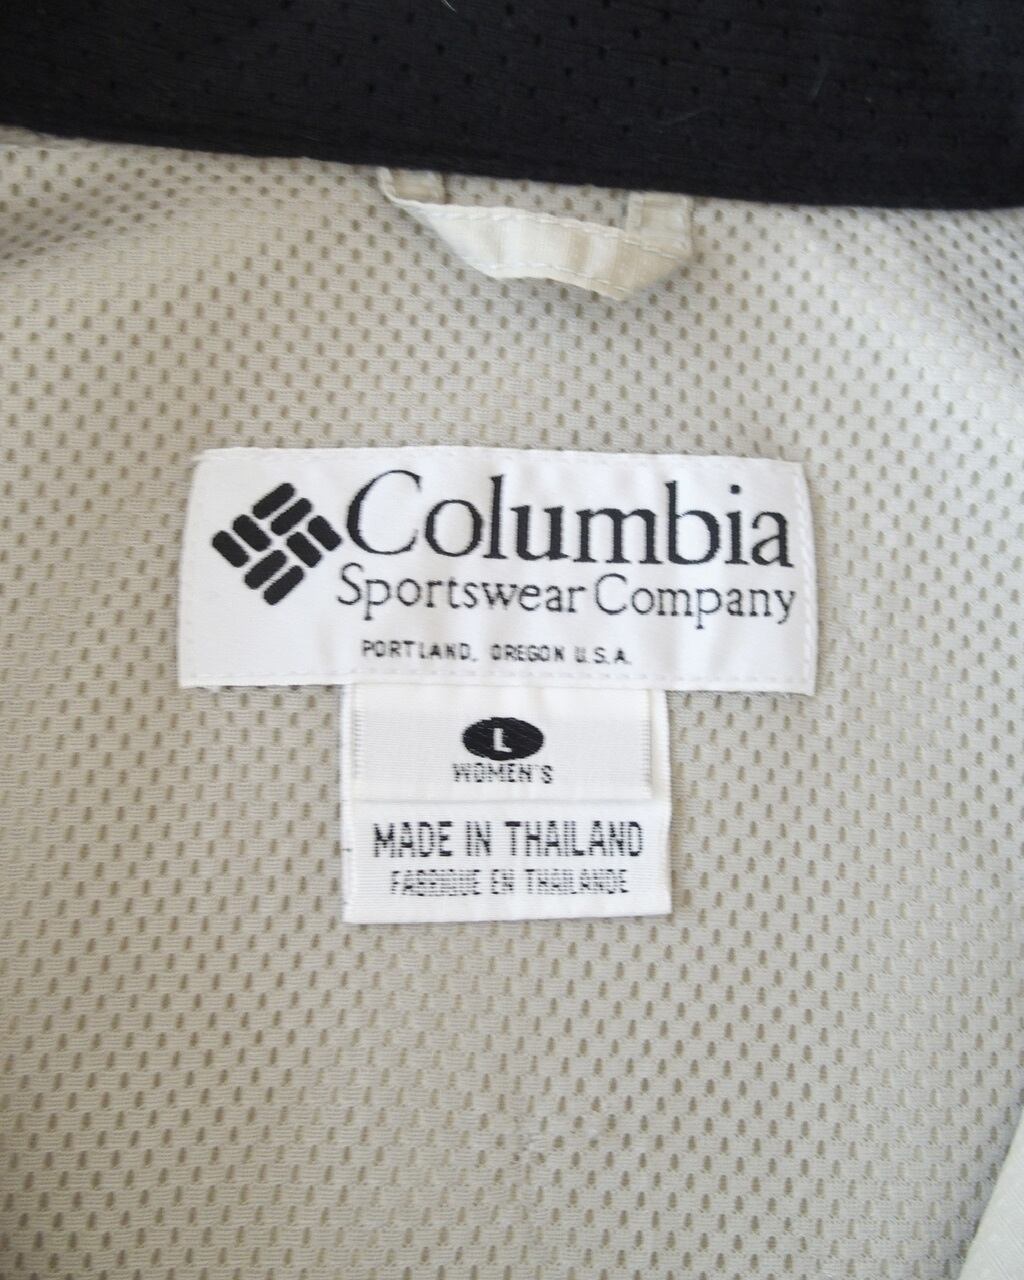 Columbia
Sportswear Company
PORTLAND, OREGON U.S.A.
L
WOMEN'S
MADE IN THAILAND
FABRIQUE EN THAILANDE